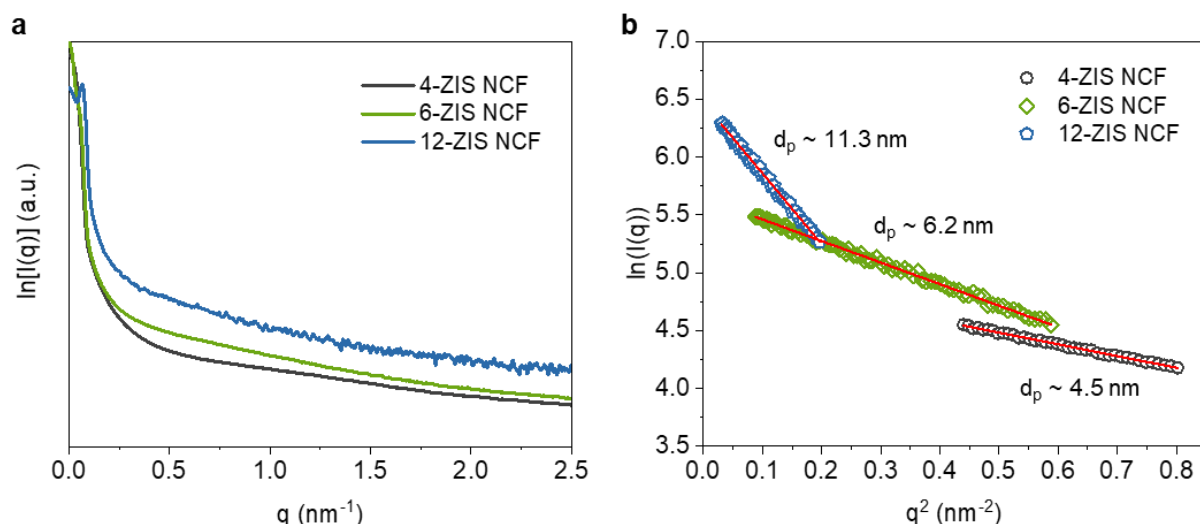 a
ln[I(q)] (a.u.)
4-ZIS NCF
6-ZIS NCF
12-ZIS NCF
0.0 0.5 1.0 1.5 2.0 2.5
q (nm⁻¹)
b
ln(I(q))
7.0
6.5
6.0
5.5
5.0
4.5
4.0
3.5
4-ZIS NCF
6-ZIS NCF
12-ZIS NCF
dₚ ~ 11.3 nm
dₚ ~ 6.2 nm
dₚ ~ 4.5 nm
0.0 0.1 0.2 0.3 0.4 0.5 0.6 0.7 0.8
q² (nm⁻²)